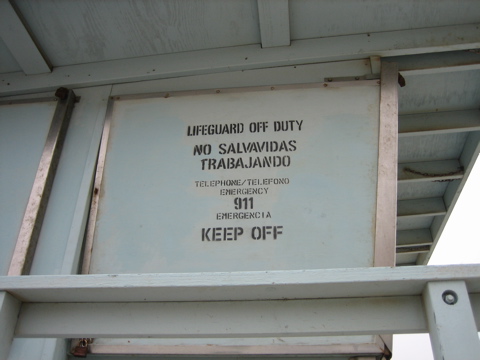 LIFEGUARD OFF DUTY
NO SALVAVIDAS
TRABAJANDO
TELEPHONE/TELEFONO
EMERGENCY
911
EMERGENCIA
KEEP OFF